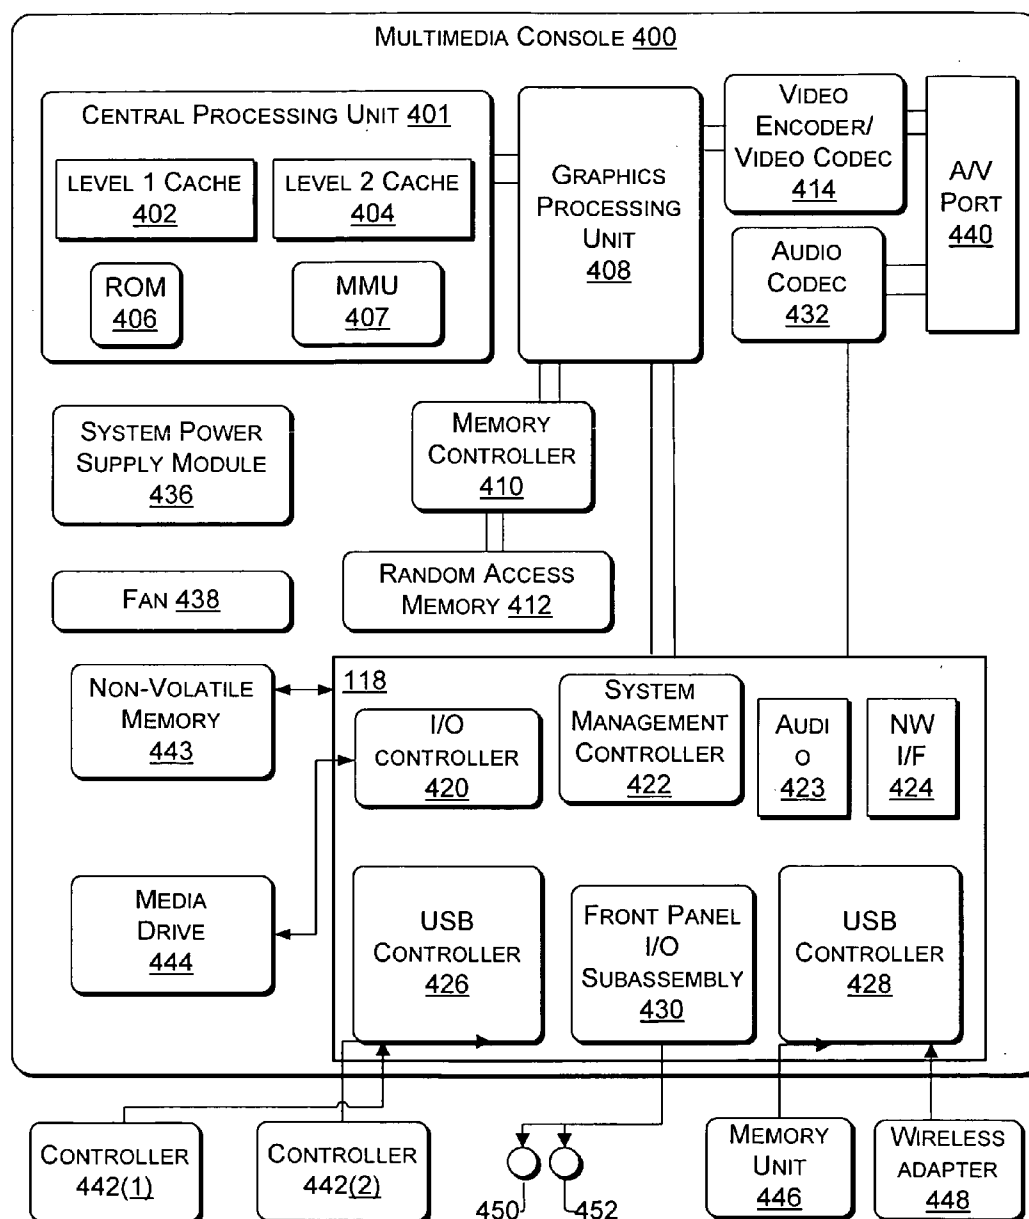 MULTIMEDIA CONSOLE 400
CENTRAL PROCESSING UNIT 401
LEVEL 1 CACHE
402
LEVEL 2 CACHE
404
ROM
406
MMU
407
GRAPHICS
PROCESSING
UNIT
408
VIDEO
ENCODER/
VIDEO CODEC
414
A/V
PORT
440
AUDIO
CODEC
432
SYSTEM POWER
SUPPLY MODULE
436
MEMORY
CONTROLLER
410
FAN 438
RANDOM ACCESS
MEMORY 412
NON-VOLATILE
MEMORY
443
118
I/O
CONTROLLER
420
SYSTEM
MANAGEMENT
CONTROLLER
422
AUDI
O
423
NW
I/F
424
MEDIA
DRIVE
444
USB
CONTROLLER
426
FRONT PANEL
I/O
SUBASSEMBLY
430
USB
CONTROLLER
428
CONTROLLER
442(1)
CONTROLLER
442(2)
450
452
MEMORY
UNIT
446
WIRELESS
ADAPTER
448